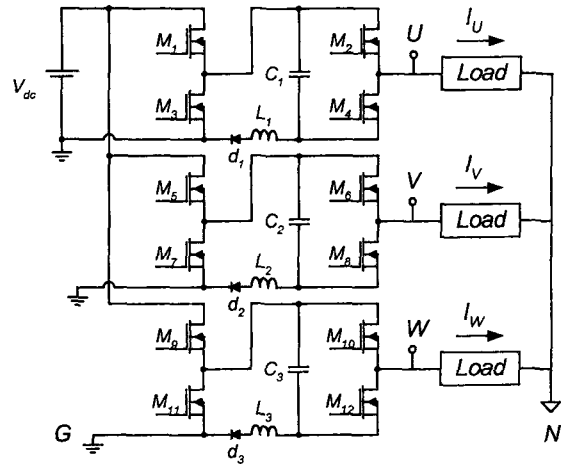 M1 M2 U IU
Vdc C1 Load
M3 L1 M4
d1
M5 M6 V IV
C2 Load
M7 L2 M8
d2
M9 M10 W IW
C3 Load
M11 L3 M12
G d3 N